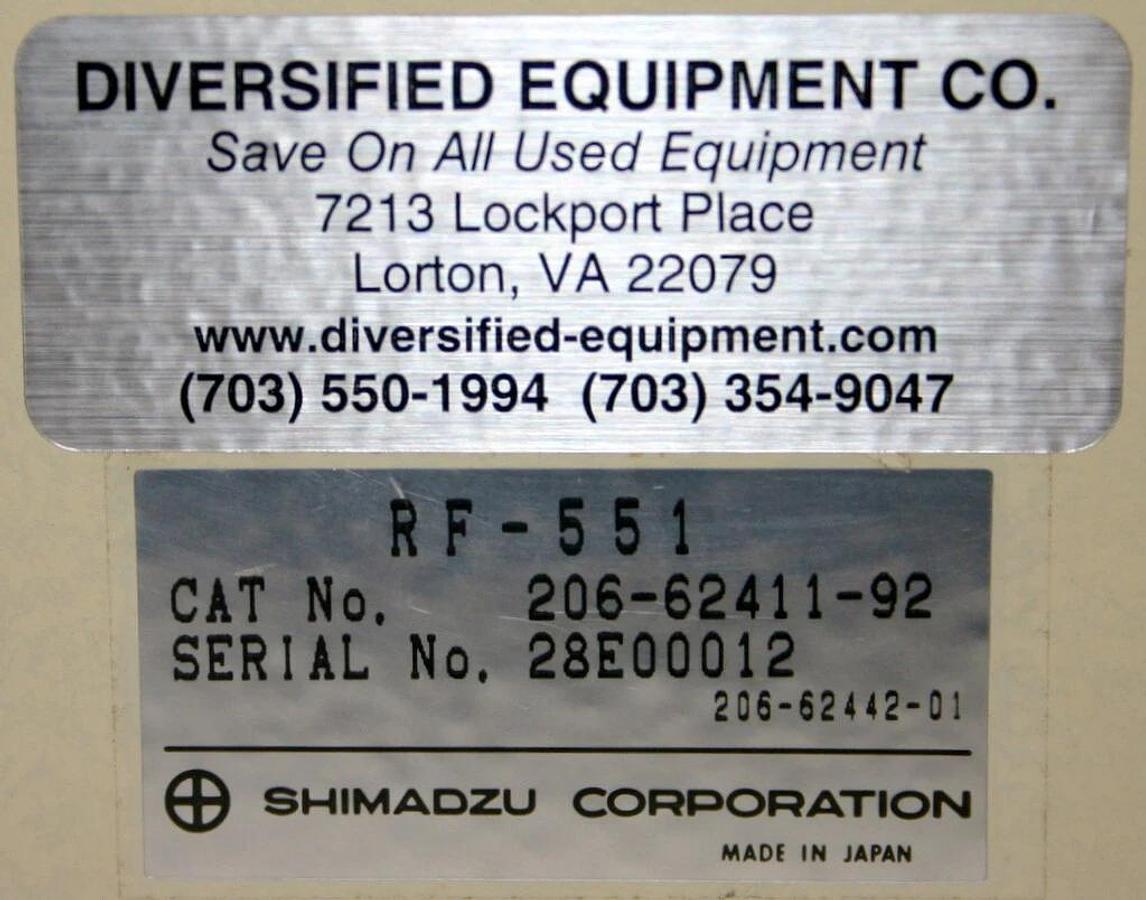 DIVERSIFIED EQUIPMENT CO.
Save On All Used Equipment
7213 Lockport Place
Lorton, VA 22079
www.diversified-equipment.com
(703) 550-1994 (703) 354-9047
RF-551
CAT No. 206-62411-92
SERIAL No. 28E00012
206-62442-01
SHIMADZU CORPORATION
MADE IN JAPAN